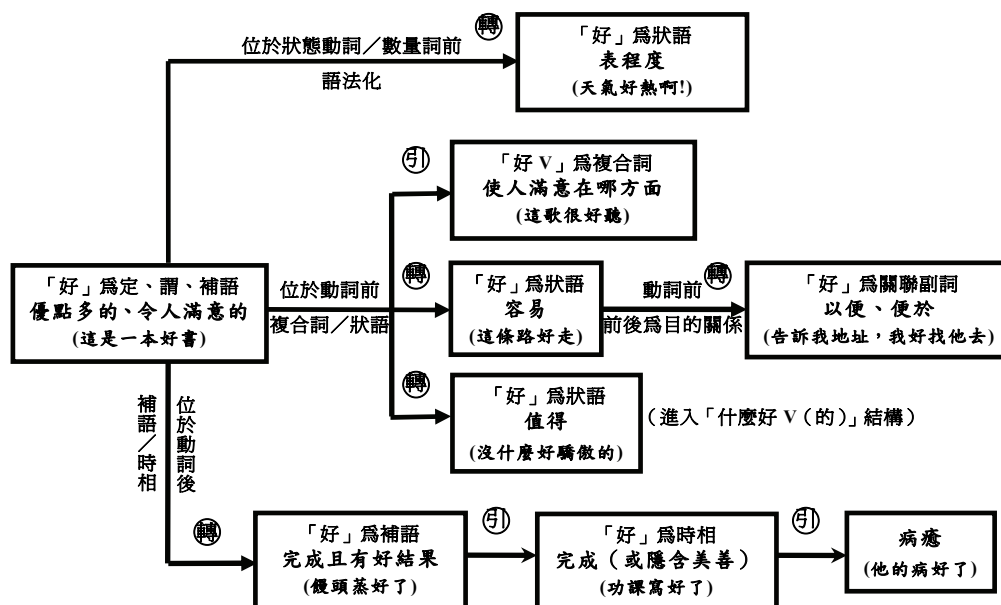 轉
位於狀態動詞／數量詞前
語法化
「好」爲狀語
表程度
(天氣好熱啊!)
引
「好 V」爲複合詞
使人滿意在哪方面
(這歌很好聽)
「好」爲定、謂、補語
優點多的、令人滿意的
(這是一本好書)
位於動詞前
複合詞／狀語
轉
「好」爲狀語
容易
(這條路好走)
動詞前
轉
前後爲目的關係
「好」爲關聯副詞
以便、便於
(告訴我地址，我好找他去)
轉
「好」爲狀語
值得
(沒什麼好驕傲的)
（進入「什麼好 V（的）」結構）
位於動詞後
補語／時相
轉
「好」爲補語
完成且有好結果
(饅頭蒸好了)
引
「好」爲時相
完成（或隱含美善）
(功課寫好了)
引
病癒
(他的病好了)